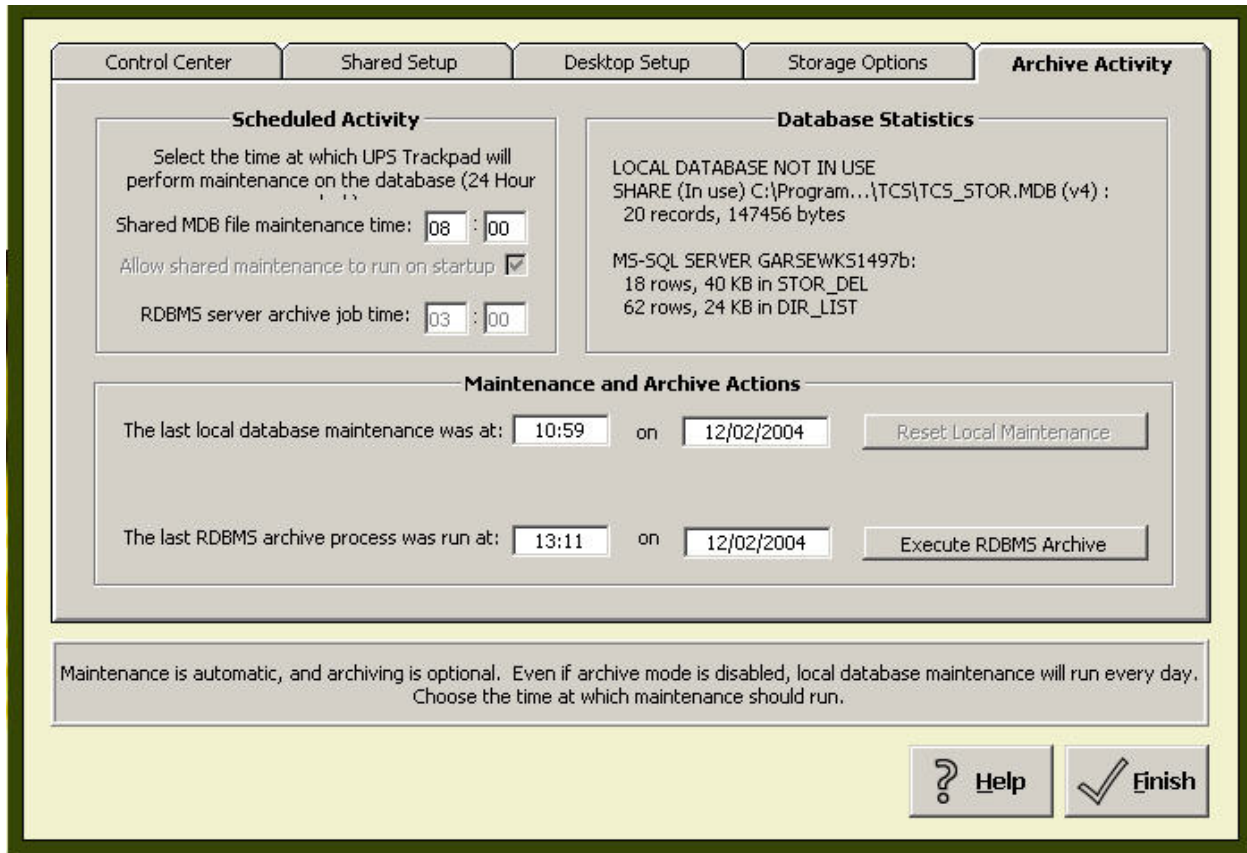 Control Center
Shared Setup
Desktop Setup
Storage Options
Archive Activity
Scheduled Activity
Select the time at which UPS Trackpad will
perform maintenance on the database (24 Hour
Shared MDB file maintenance time: 08 : 00
Allow shared maintenance to run on startup
RDBMS server archive job time: 03 : 00
Database Statistics
LOCAL DATABASE NOT IN USE
SHARE (In use) C:\Program...\TCS\TCS_STOR.MDB (v4) :
20 records, 147456 bytes
MS-SQL SERVER GARSEWKS1497b:
18 rows, 40 KB in STOR_DEL
62 rows, 24 KB in DIR_LIST
Maintenance and Archive Actions
The last local database maintenance was at: 10:59 on 12/02/2004 Reset Local Maintenance
The last RDBMS archive process was run at: 13:11 on 12/02/2004 Execute RDBMS Archive
Maintenance is automatic, and archiving is optional. Even if archive mode is disabled, local database maintenance will run every day.
Choose the time at which maintenance should run.
Help
Finish